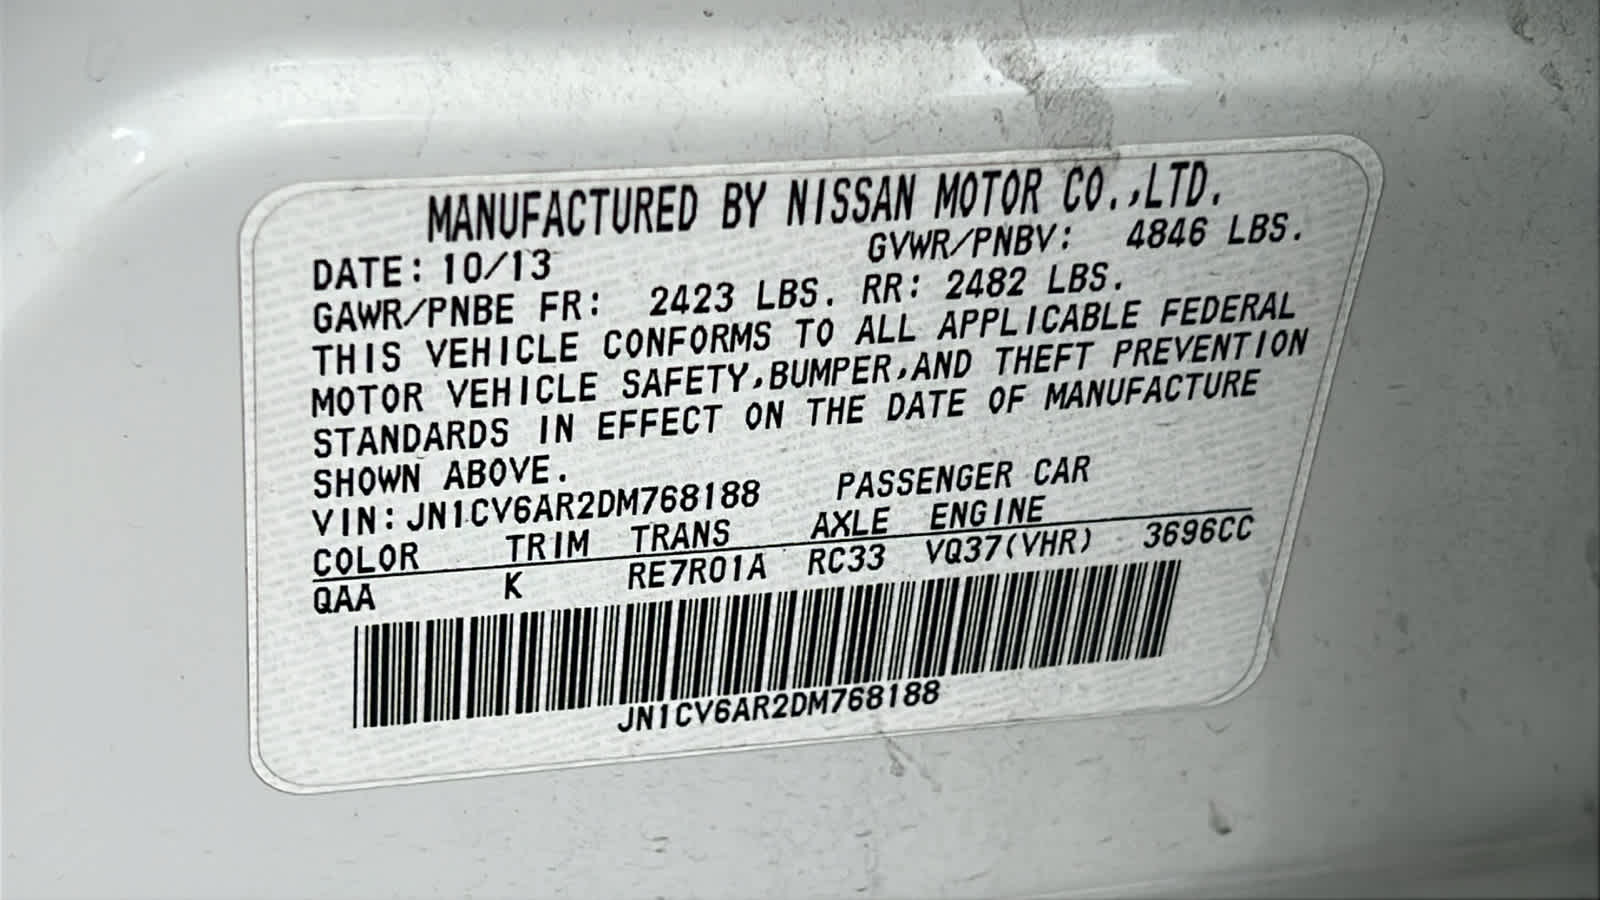 MANUFACTURED BY NISSAN MOTOR CO.,LTD.
DATE: 10/13 GVWR/PNBV: 4846 LBS.
GAWR/PNBE FR: 2423 LBS. RR: 2482 LBS.
THIS VEHICLE CONFORMS TO ALL APPLICABLE FEDERAL
MOTOR VEHICLE SAFETY,BUMPER,AND THEFT PREVENTION
STANDARDS IN EFFECT ON THE DATE OF MANUFACTURE
SHOWN ABOVE.
VIN: JN1CV6AR2DM768188 PASSENGER CAR
COLOR TRIM TRANS AXLE ENGINE
QAA K RE7R01A RC33 VQ37(VHR) 3696CC
JN1CV6AR2DM768188